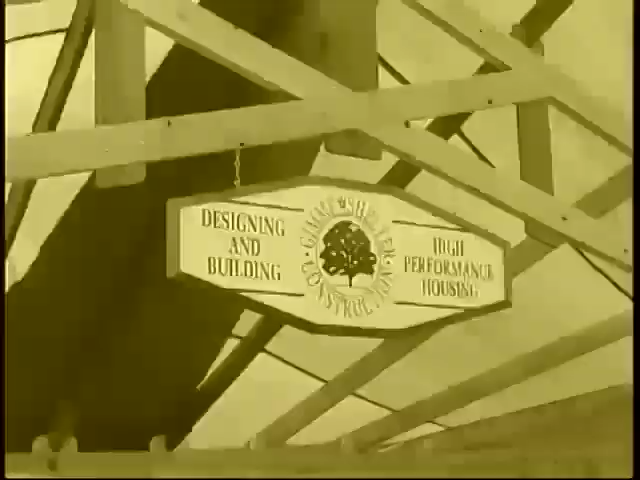 DESIGNING
AND
BUILDING
GIMME SHELTER
CONSTRUCTION
HIGH
PERFORMANCE
HOUSING